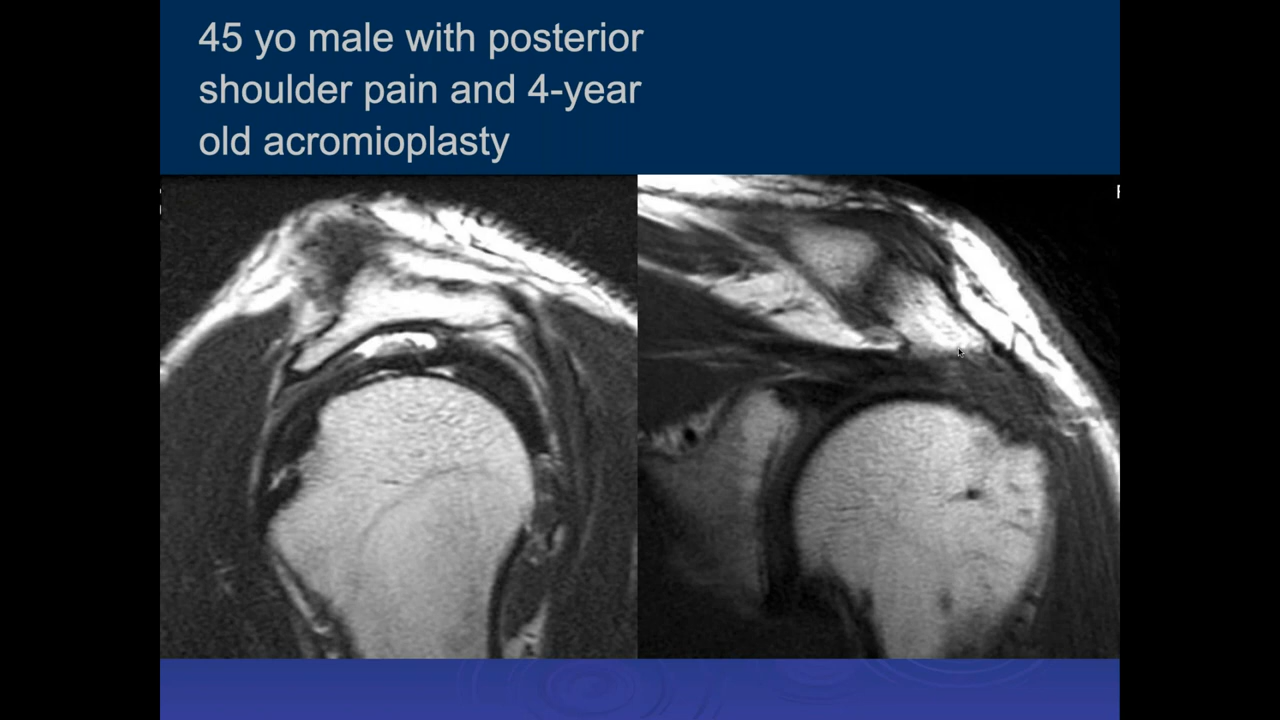 45 yo male with posterior
shoulder pain and 4-year
old acromioplasty